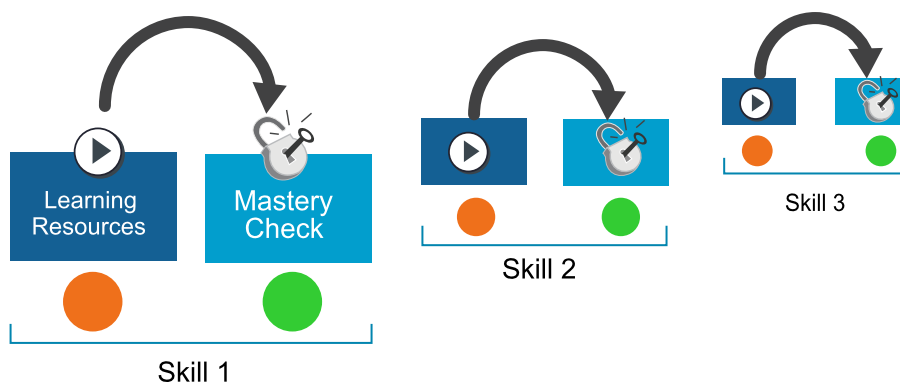 Learning
Resources
Mastery
Check
Skill 1
Skill 2
Skill 3